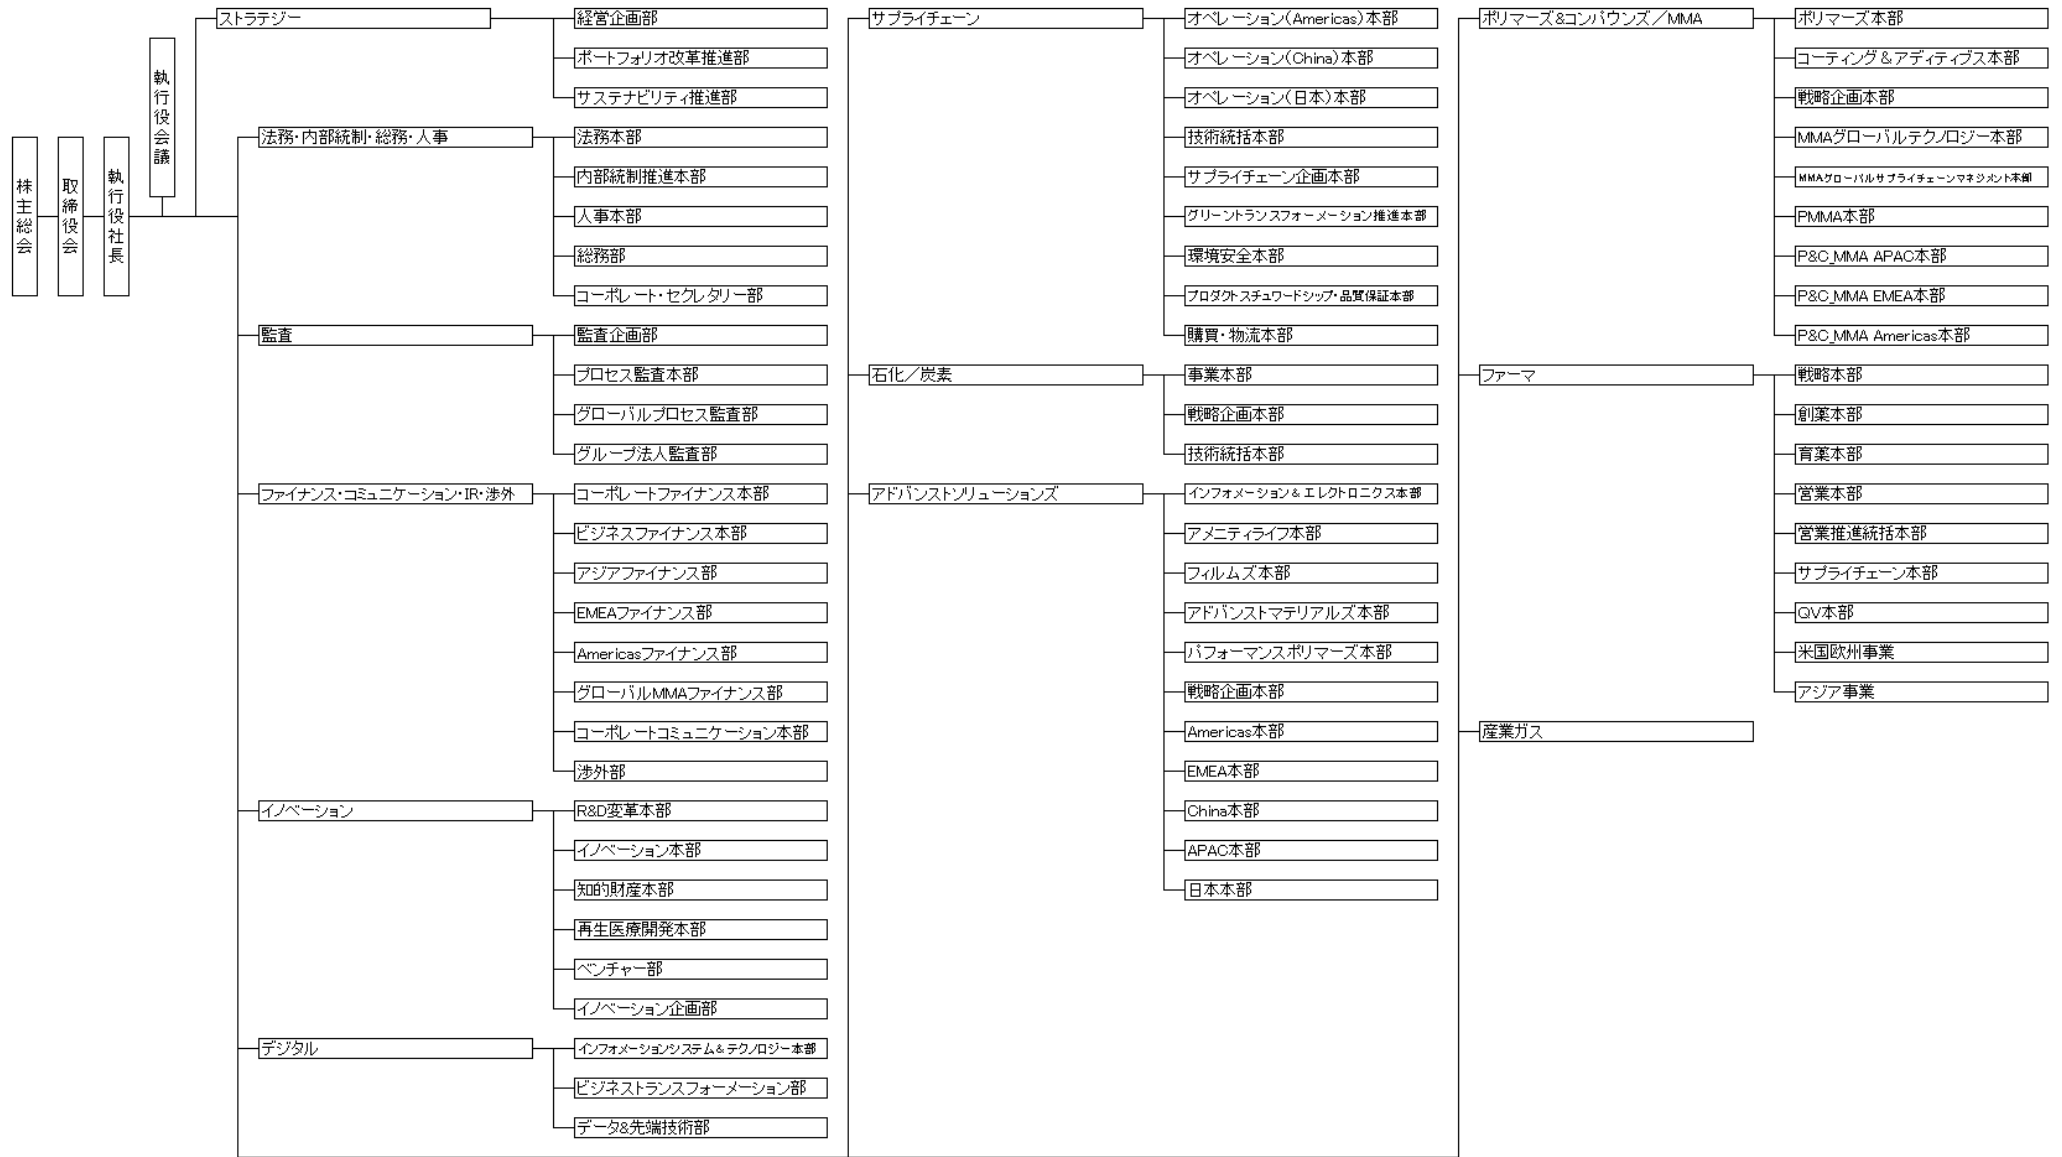 株主総会
取締役会
執行役社長
執行役会議
ストラテジー
経営企画部
ポートフォリオ改革推進部
サステナビリティ推進部
法務・内部統制・総務・人事
法務本部
内部統制推進本部
人事本部
総務部
コーポレート・セクレタリー部
監査
監査企画部
プロセス監査本部
グローバルプロセス監査部
グループ法人監査部
ファイナンス・コミュニケーション・IR・渉外
コーポレートファイナンス本部
ビジネスファイナンス本部
アジアファイナンス部
EMEAファイナンス部
Americasファイナンス部
グローバルMMAファイナンス部
コーポレートコミュニケーション本部
渉外部
イノベーション
R&D変革本部
イノベーション本部
知的財産本部
再生医療開発本部
ベンチャー部
イノベーション企画部
デジタル
インフォメーションシステム&テクノロジー本部
ビジネストランスフォーメーション部
データ&先端技術部
サプライチェーン
オペレーション(Americas)本部
オペレーション(China)本部
オペレーション(日本)本部
技術統括本部
サプライチェーン企画本部
グリーントランスフォーメーション推進本部
環境安全本部
プロダクトスチュワードシップ・品質保証本部
購買・物流本部
石化／炭素
事業本部
戦略企画本部
技術統括本部
アドバンストソリューションズ
インフォメーション&エレクトロニクス本部
アメニティライフ本部
フィルムズ本部
アドバンストマテリアルズ本部
パフォーマンスポリマーズ本部
戦略企画本部
Americas本部
EMEA本部
China本部
APAC本部
日本本部
ポリマーズ&コンパウンズ／MMA
ポリマーズ本部
コーティング&アディティブス本部
戦略企画本部
MMAグローバルテクノロジー本部
MMAグローバルサプライチェーンマネジメント本部
PMMA本部
P&C_MMA APAC本部
P&C_MMA EMEA本部
P&C_MMA Americas本部
ファーマ
戦略本部
創薬本部
育薬本部
営業本部
営業推進統括本部
サプライチェーン本部
QV本部
米国欧州事業
アジア事業
産業ガス